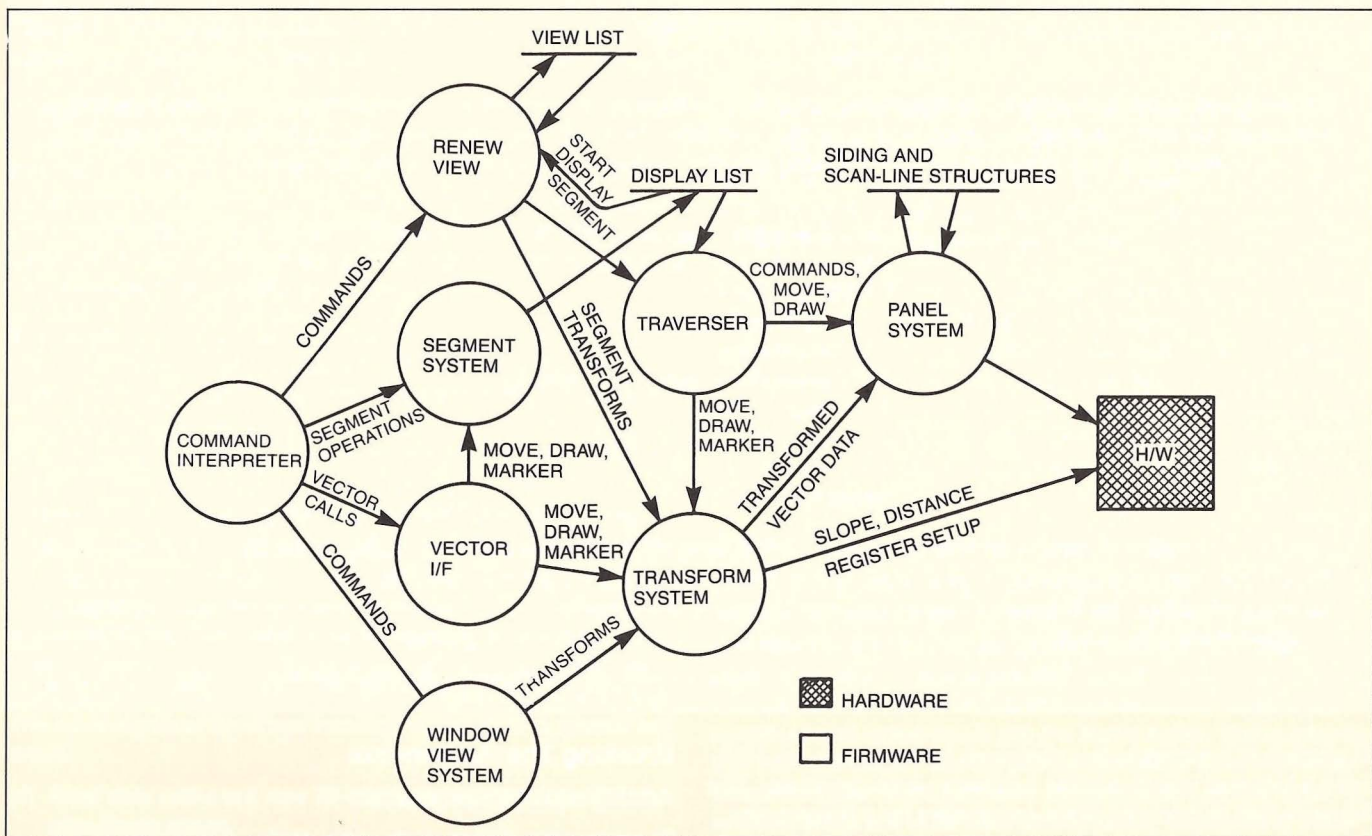 VIEW LIST
RENEW
VIEW
START
DISPLAY
SEGMENT
DISPLAY LIST
SIDING AND
SCAN-LINE STRUCTURES
COMMANDS
SEGMENT
SYSTEM
SEGMENT
TRANSFORMS
TRAVERSER
COMMANDS,
MOVE,
DRAW
PANEL
SYSTEM
COMMAND
INTERPRETER
SEGMENT
OPERATIONS
VECTOR
CALLS
MOVE, DRAW,
MARKER
MOVE,
DRAW,
MARKER
MOVE,
DRAW,
MARKER
TRANSFORMED
VECTOR DATA
H/W
COMMANDS
VECTOR
I/F
TRANSFORM
SYSTEM
SLOPE, DISTANCE
REGISTER SETUP
TRANSFORMS
WINDOW
VIEW
SYSTEM
HARDWARE
FIRMWARE